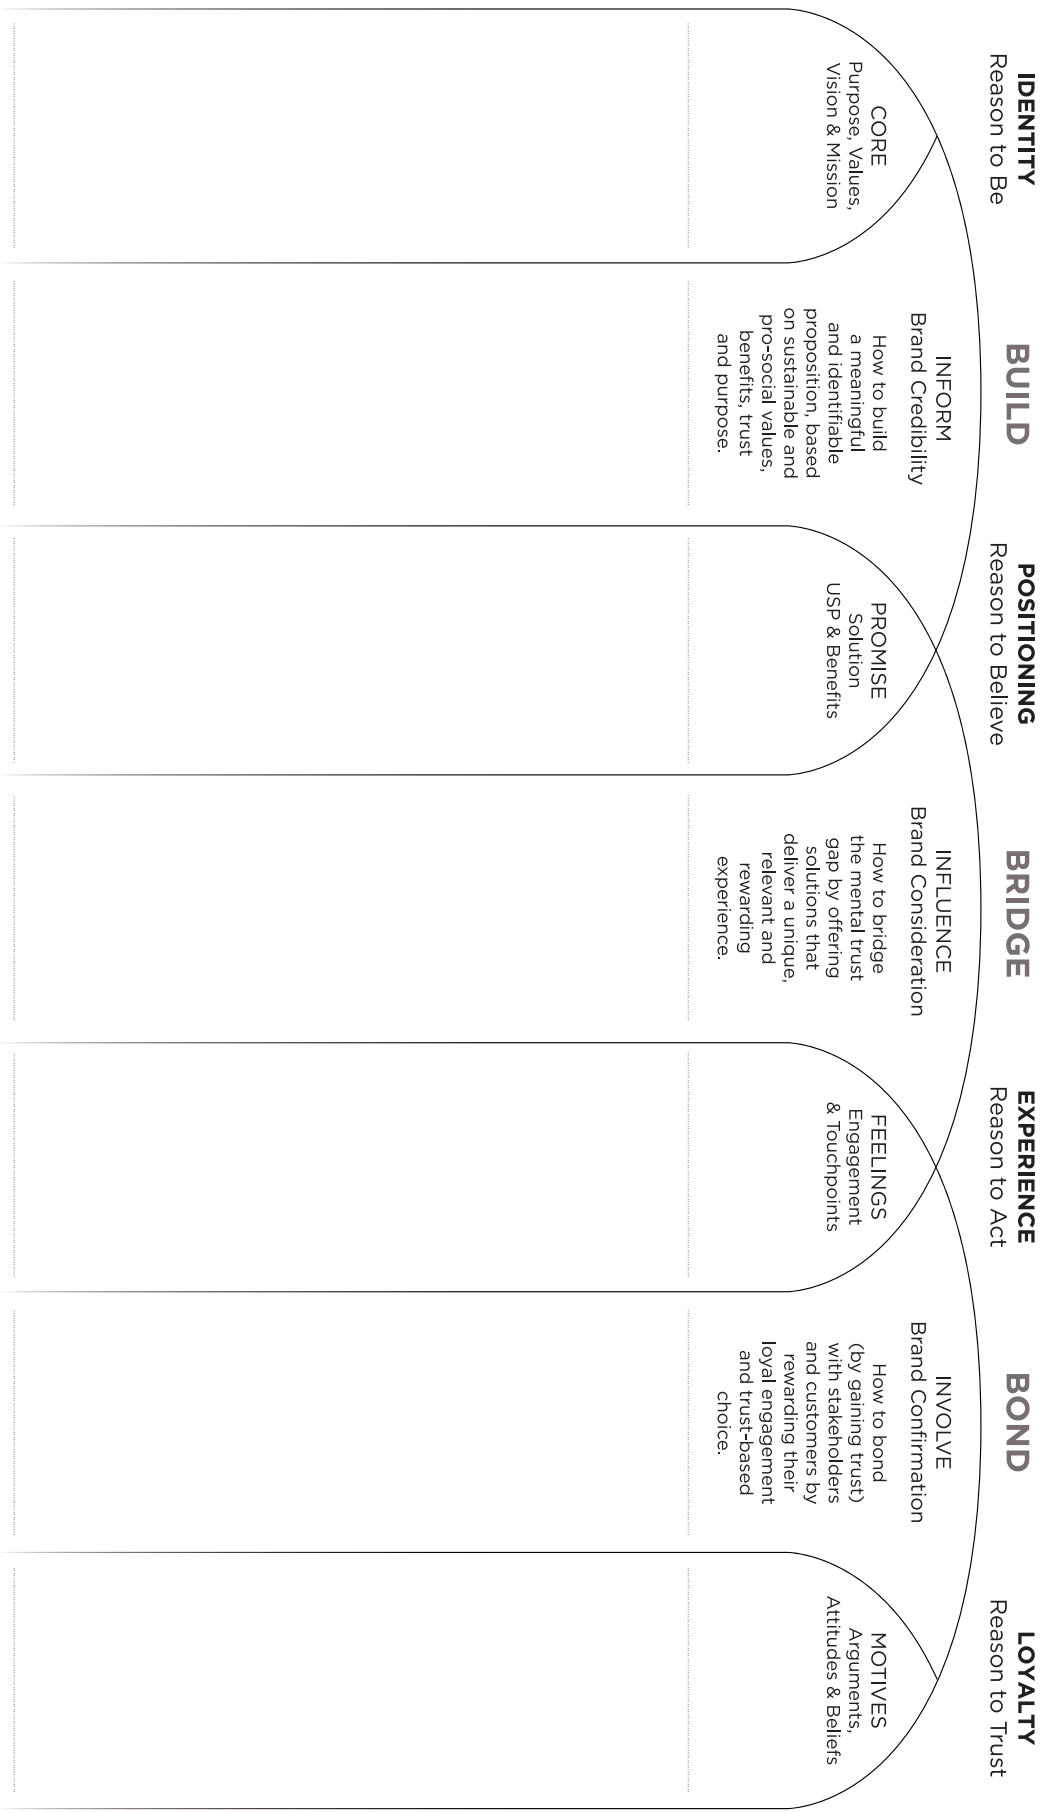 IDENTITY
Reason to Be
CORE
Purpose, Values,
Vision & Mission
BUILD
INFORM
Brand Credibility
How to build
a meaningful
and identifiable
proposition, based
on sustainable and
pro-social values,
benefits, trust
and purpose.
POSITIONING
Reason to Believe
PROMISE
Solution
USP & Benefits
BRIDGE
INFLUENCE
Brand Consideration
How to bridge
the mental trust
gap by offering
solutions that
deliver a unique,
relevant and
rewarding
experience.
EXPERIENCE
Reason to Act
FEELINGS
Engagement
& Touchpoints
BOND
INVOLVE
Brand Confirmation
How to bond
(by gaining trust)
with stakeholders
and customers by
rewarding their
loyal engagement
and trust-based
choice.
LOYALTY
Reason to Trust
MOTIVES
Arguments,
Attitudes & Beliefs